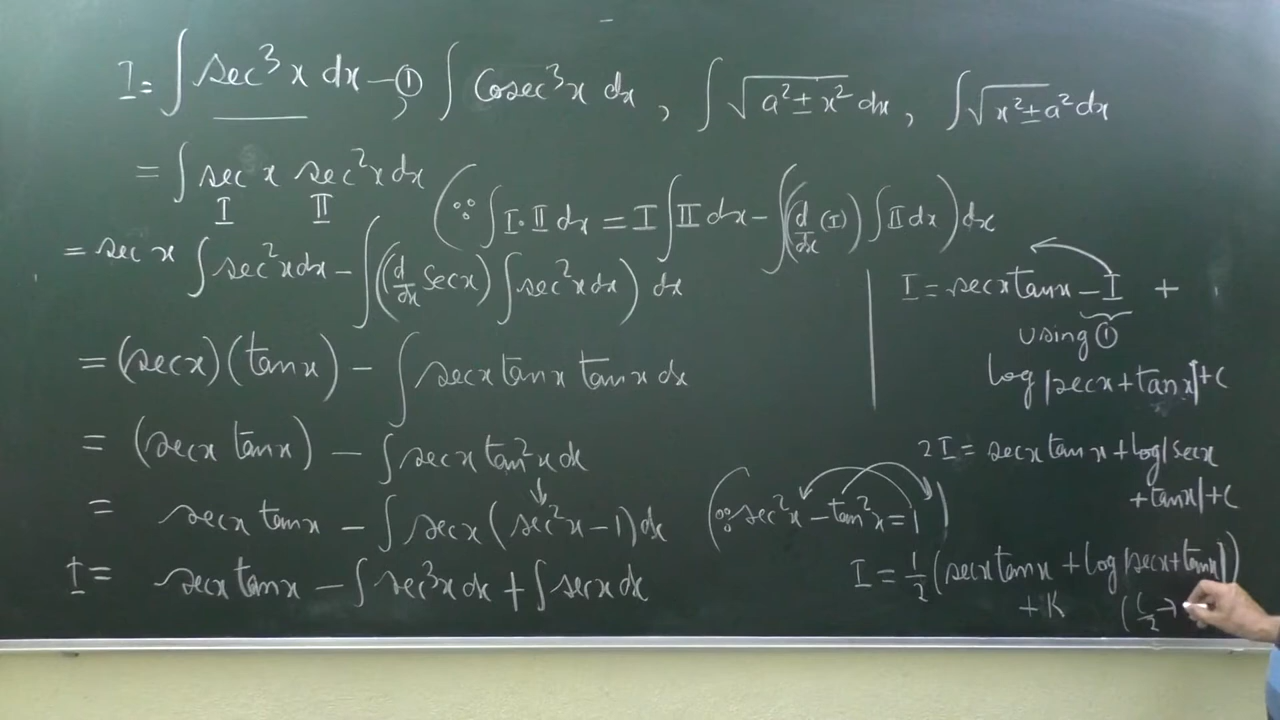 I = ∫ sec³x dx – ①, ∫ Cosec³x dx, ∫ √(a² ± x²) dx, ∫ √(x² ± a²) dx
= ∫ sec x sec²x dx (∵ ∫ I·II dx = I ∫ II dx – ∫ ((d/dx (I)) ∫ II dx) dx
I II
= sec x ∫ sec²x dx – ∫ ((d/dx sec x) ∫ sec²x dx) dx
= (sec x)(tan x) – ∫ sec x tan x tan x dx
= (sec x tan x) – ∫ sec x tan²x dx
= sec x tan x – ∫ sec x (sec²x – 1) dx (∵ sec²x – tan²x = 1)
I = sec x tan x – ∫ sec³x dx + ∫ sec x dx
I = sec x tan x – I +
using ①
log |sec x + tan x| + c
2I = sec x tan x + log |sec x
+ tan x| + c
I = 1/2 (sec x tan x + log |sec x + tan x|)
+ K (c/2 →